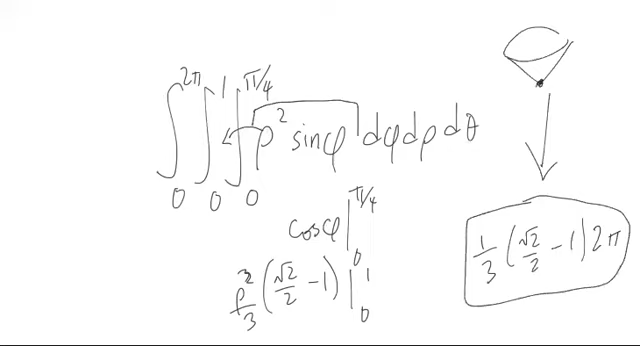 ∫₀^{2π} ∫₀^{1} ∫₀^{π/4} ρ² sinφ dφ dρ dθ
cosφ |₀^{π/4}
ρ³/3 (√2/2 − 1) |₀^{1}
1/3 (√2/2 − 1) 2π